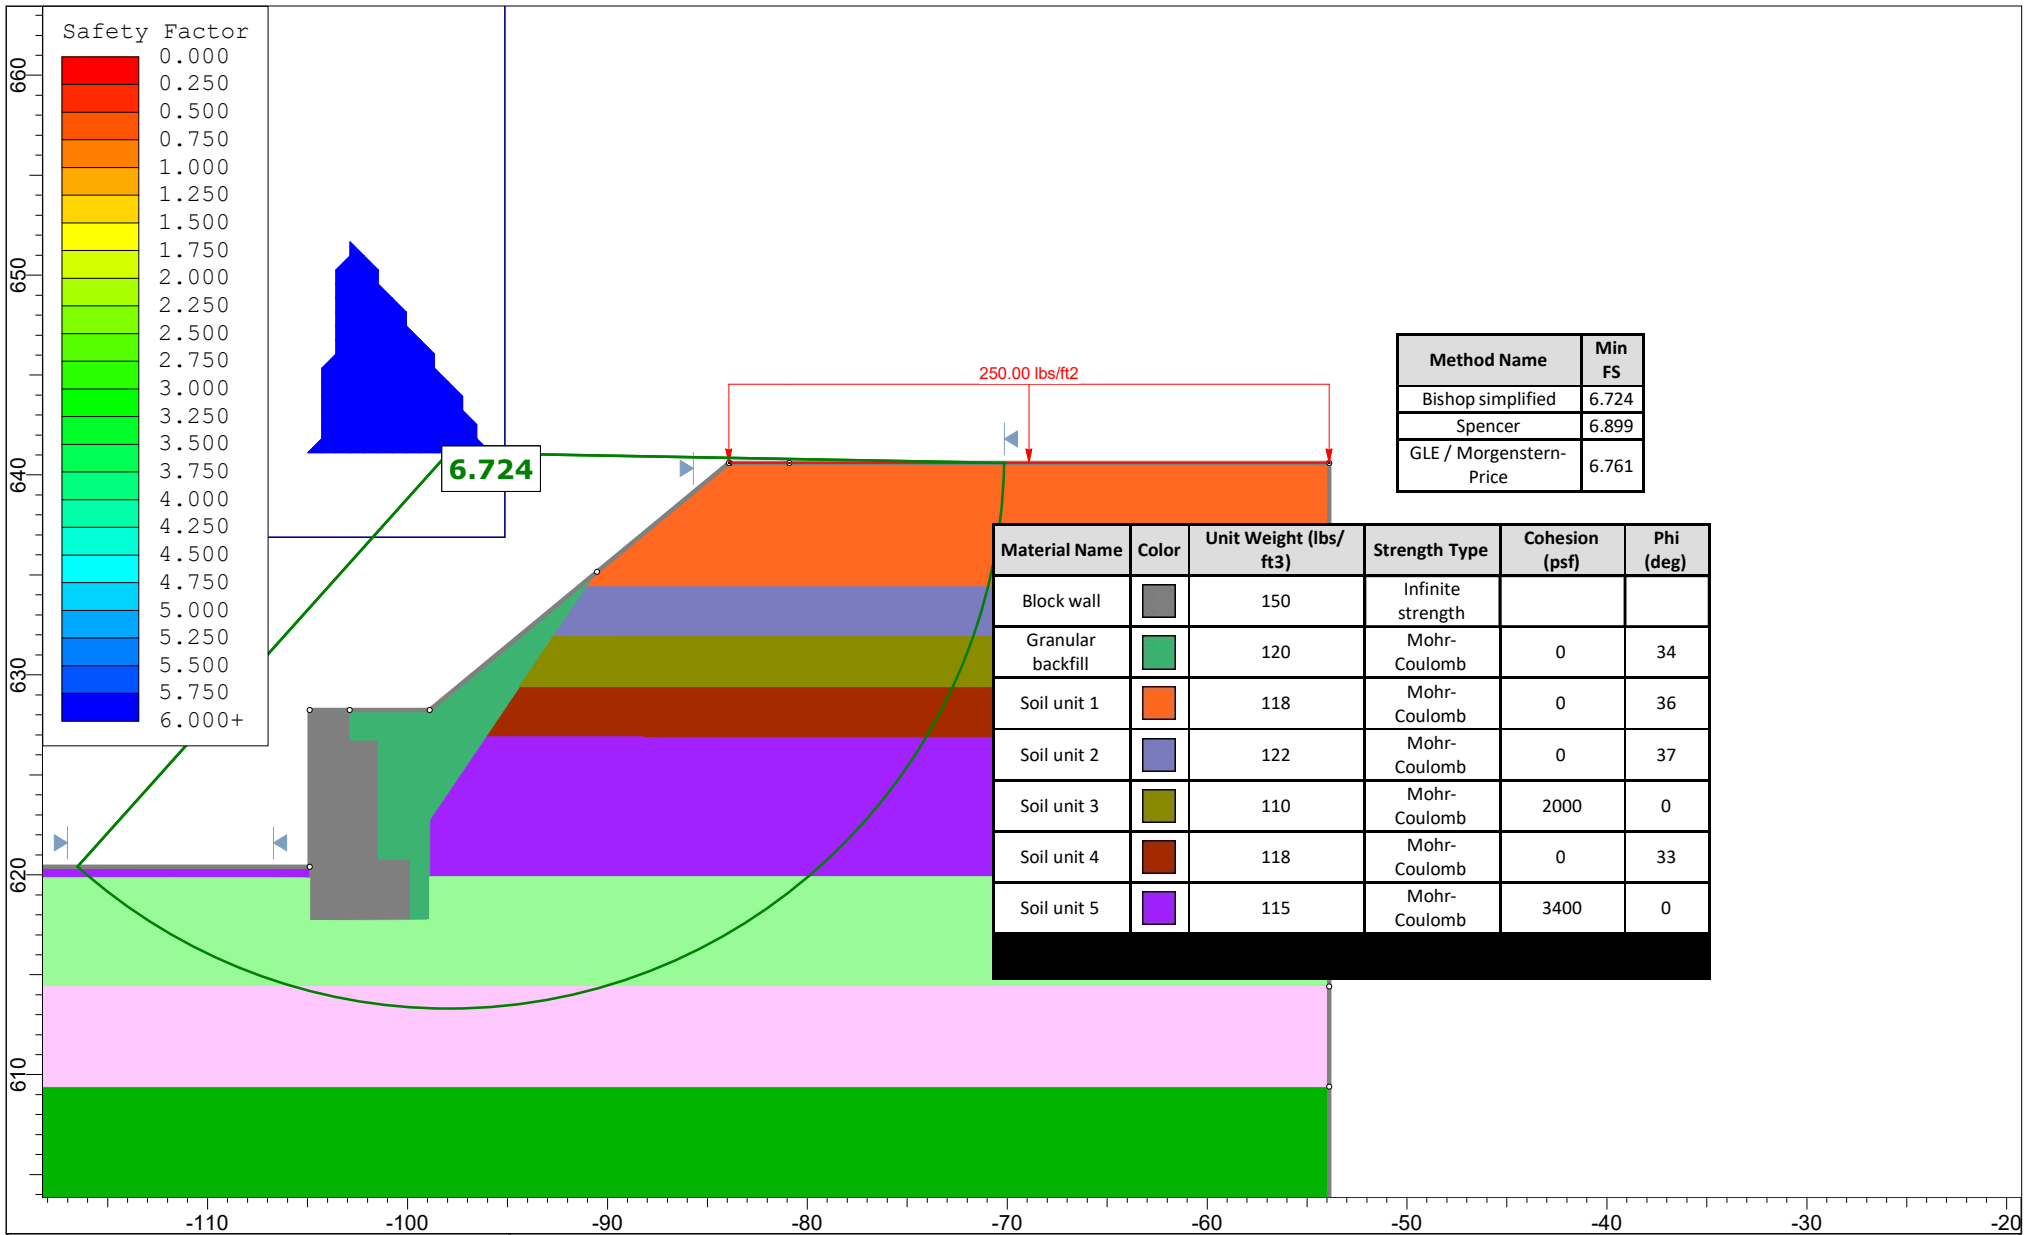 Safety Factor
0.000
0.250
0.500
0.750
1.000
1.250
1.500
1.750
2.000
2.250
2.500
2.750
3.000
3.250
3.500
3.750
4.000
4.250
4.500
4.750
5.000
5.250
5.500
5.750
6.000+
660
650
640
630
620
610
6.724
250.00 lbs/ft2
Method Name Min FS
Bishop simplified 6.724
Spencer 6.899
GLE / Morgenstern-Price 6.761
Material Name Color Unit Weight (lbs/ft3) Strength Type Cohesion (psf) Phi (deg)
Block wall 150 Infinite strength
Granular backfill 120 Mohr-Coulomb 0 34
Soil unit 1 118 Mohr-Coulomb 0 36
Soil unit 2 122 Mohr-Coulomb 0 37
Soil unit 3 110 Mohr-Coulomb 2000 0
Soil unit 4 118 Mohr-Coulomb 0 33
Soil unit 5 115 Mohr-Coulomb 3400 0
-110 -100 -90 -80 -70 -60 -50 -40 -30 -20